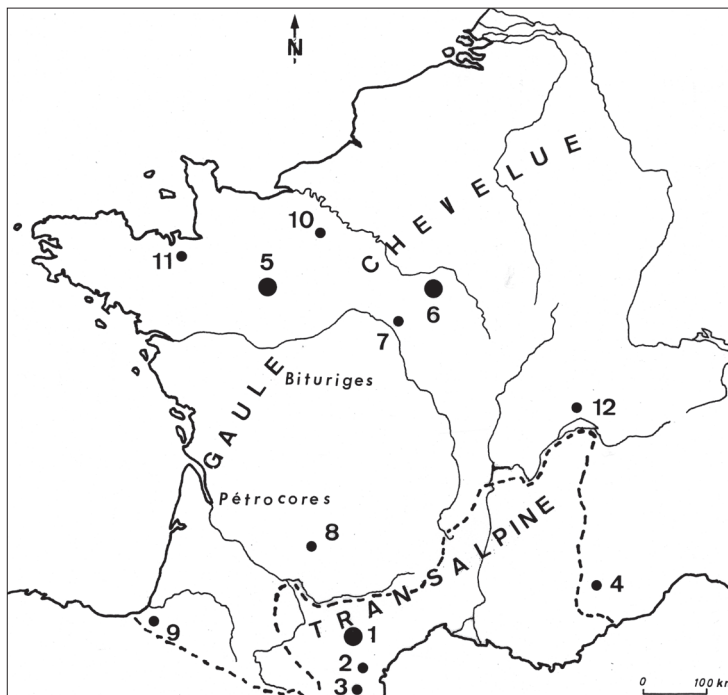 N
CHEVELUE
10
11
5
6
7
GAULE
Bituriges
12
Pétrocores
8
TRANSALPINE
4
9
1
2
3
0 100 km